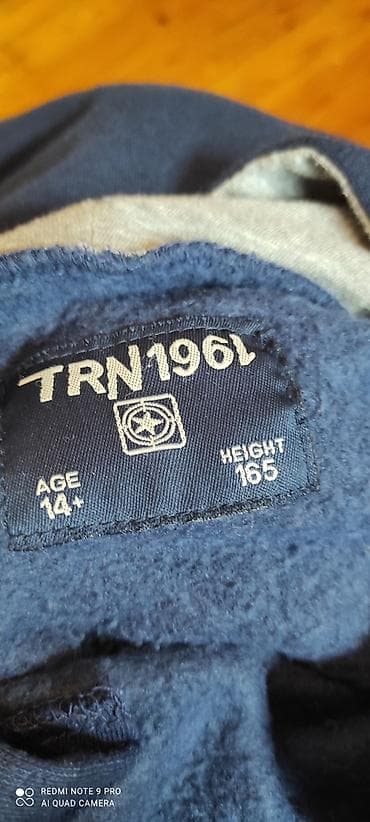 TRN1961
AGE
14+
HEIGHT
165
REDMI NOTE 9 PRO
AI QUAD CAMERA